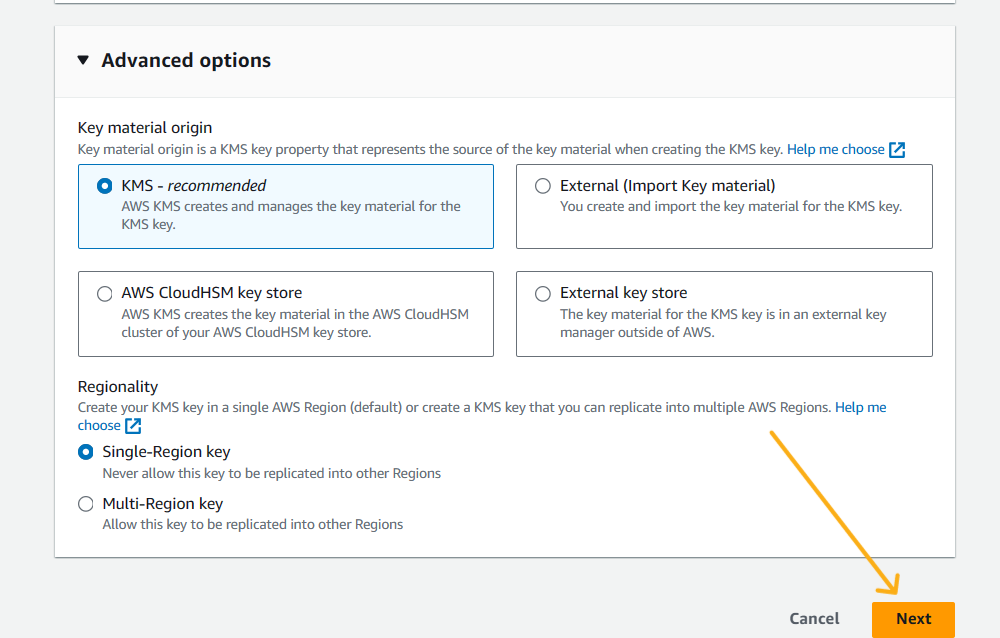 Advanced options
Key material origin
Key material origin is a KMS key property that represents the source of the key material when creating the KMS key. Help me choose
KMS - recommended
AWS KMS creates and manages the key material for the
KMS key.
External (Import Key material)
You create and import the key material for the KMS key.
AWS CloudHSM key store
AWS KMS creates the key material in the AWS CloudHSM
cluster of your AWS CloudHSM key store.
External key store
The key material for the KMS key is in an external key
manager outside of AWS.
Regionality
Create your KMS key in a single AWS Region (default) or create a KMS key that you can replicate into multiple AWS Regions. Help me
choose
Single-Region key
Never allow this key to be replicated into other Regions
Multi-Region key
Allow this key to be replicated into other Regions
Cancel
Next